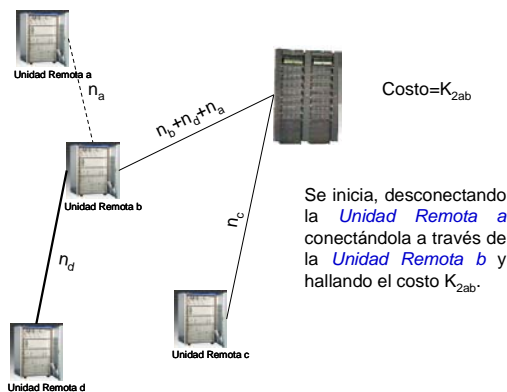 Unidad Remota a
n_a
n_b+n_d+n_a
Costo=K_2ab
Unidad Remota b
Se inicia, desconectando
la Unidad Remota a
conectándola a través de
la Unidad Remota b y
hallando el costo K_2ab.
n_d
n_c
Unidad Remota c
Unidad Remota d